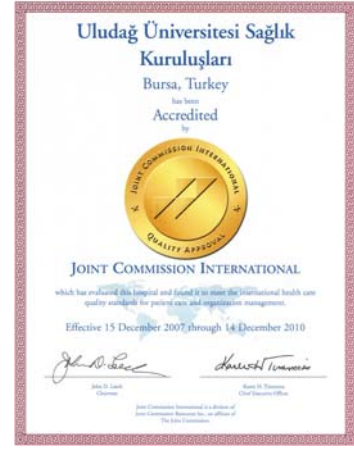 Uludağ Üniversitesi Sağlık
Kuruluşları
Bursa, Turkey
has been
Accredited
by
JOINT COMMISSION INTERNATIONAL
QUALITY APPROVAL
JOINT COMMISSION INTERNATIONAL
which has evaluated this hospital and found it to meet the international health care
quality standards for patient care and organization management.
Effective 15 December 2007 through 14 December 2010
John D.
Chairman
Karen H. Timmons
Chief Executive Officer
Joint Commission International is a division of
Joint Commission Resources Inc., an affiliate of
The Joint Commission